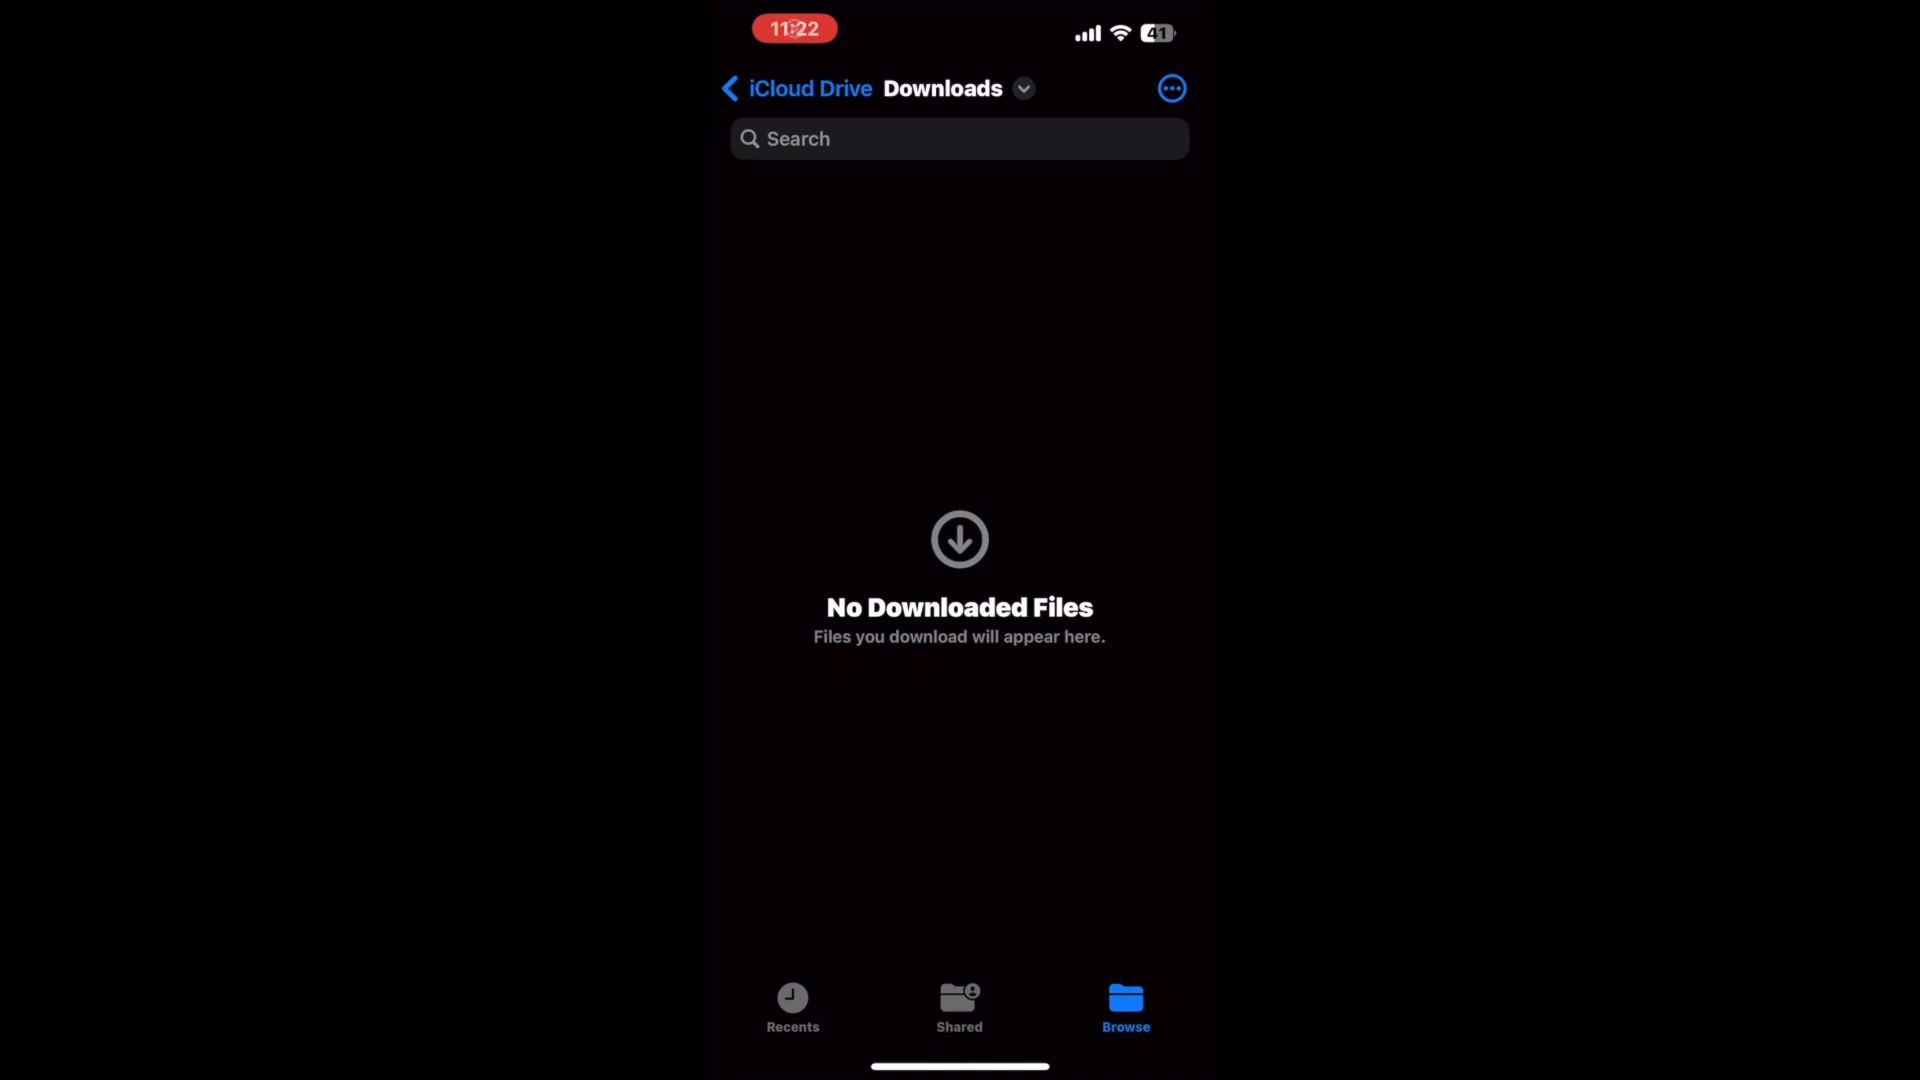 11:22
41
iCloud Drive Downloads
Search
No Downloaded Files
Files you download will appear here.
Recents Shared Browse